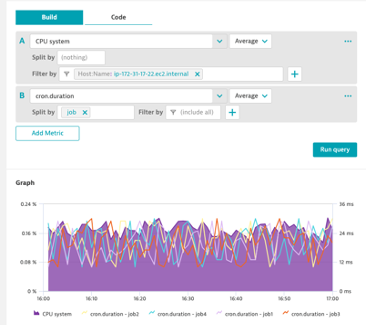 Build Code
A CPU system Average ...
Split by (nothing)
Filter by Host:Name: ip-172-31-17-22.ec2.internal x +
B cron.duration Average ...
Split by job x Filter by (include all) +
Add Metric
Run query
Graph
0.24 % 36 ms
0.16 % 24 ms
0.08 % 12 ms
0 % 0 ms
16:00 16:10 16:20 16:30 16:40 16:50 17:00
CPU system cron.duration - job2 cron.duration - job4 cron.duration - job1 cron.duration - job3